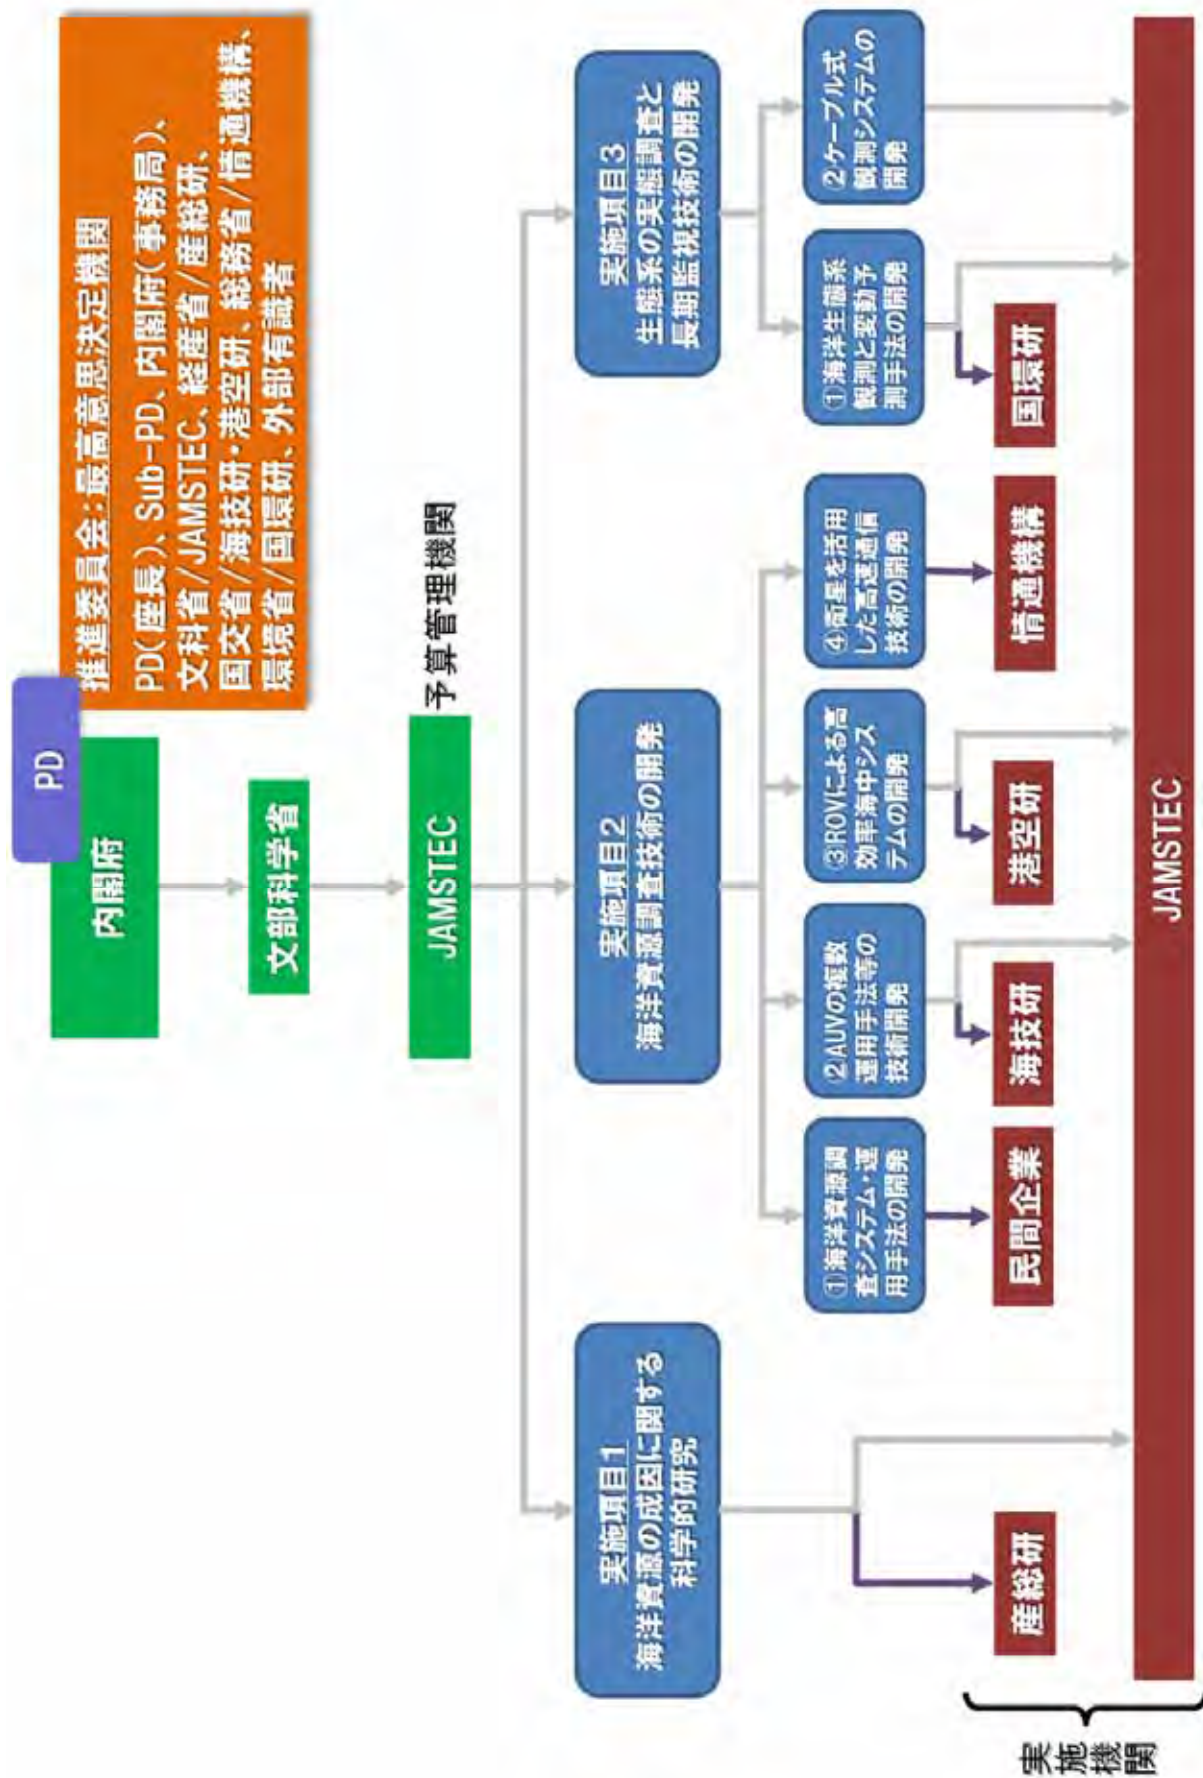 PD
内閣府
推進委員会:最高意思決定機関
PD(座長)、Sub-PD、内閣府(事務局)、
文科省/JAMSTEC、経産省/産総研、
国交省/海技研・港空研、総務省/情通機構、
環境省/国環研、外部有識者
文部科学省
JAMSTEC
予算管理機関
実施項目1
海洋資源の成因に関する
科学的研究
実施項目2
海洋資源調査技術の開発
実施項目3
生態系の実態調査と
長期監視技術の開発
①海洋資源調
査システム・運
用手法の開発
②AUVの複数
運用手法等の
技術開発
③ROVによる高
効率海中シス
テムの開発
④衛星を活用
した高速通信
技術の開発
①海洋生態系
観測と変動予
測手法の開発
②ケーブル式
観測システムの
開発
実施機関
産総研
民間企業
海技研
港空研
情通機構
国環研
JAMSTEC